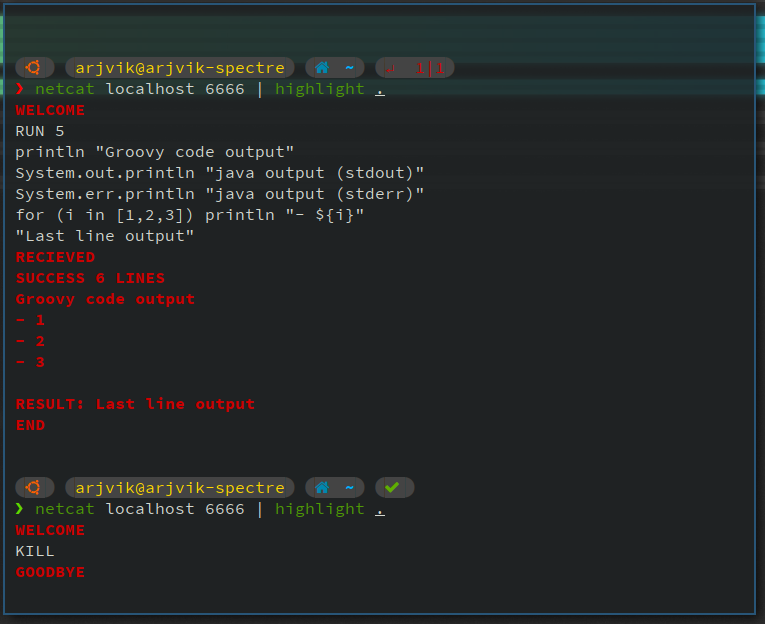 arjvik@arjvik-spectre ~ 1|1
❯ netcat localhost 6666 | highlight .
WELCOME
RUN 5
println "Groovy code output"
System.out.println "java output (stdout)"
System.err.println "java output (stderr)"
for (i in [1,2,3]) println "- ${i}"
"Last line output"
RECIEVED
SUCCESS 6 LINES
Groovy code output
- 1
- 2
- 3
RESULT: Last line output
END
arjvik@arjvik-spectre ~ ✔
❯ netcat localhost 6666 | highlight .
WELCOME
KILL
GOODBYE